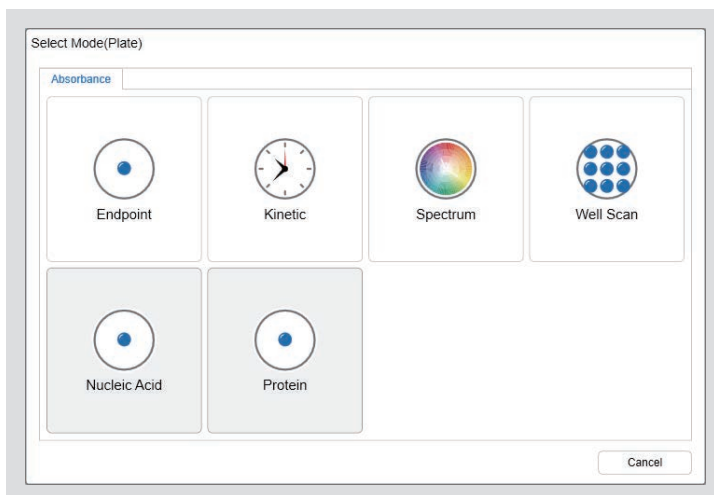 Select Mode(Plate)
Absorbance
Endpoint
Kinetic
Spectrum
Well Scan
Nucleic Acid
Protein
Cancel